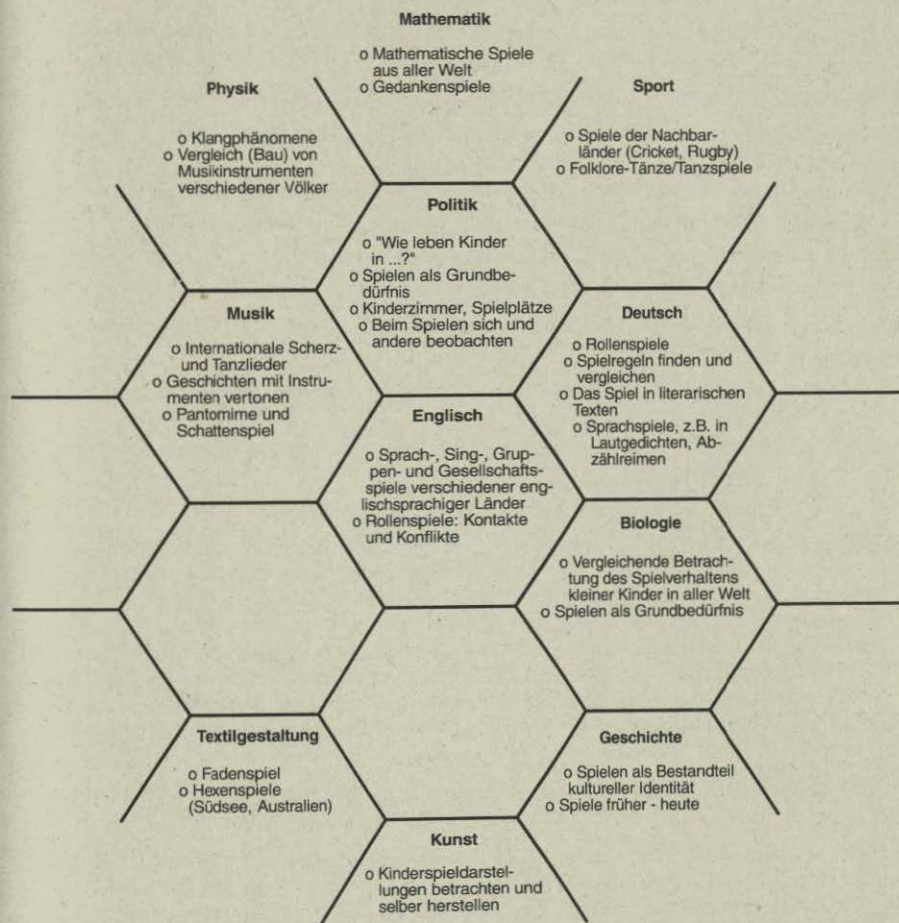 Mathematik
o Mathematische Spiele
aus aller Welt
o Gedankenspiele
Physik
o Klangphänomene
o Vergleich (Bau) von
Musikinstrumenten
verschiedener Völker
Sport
o Spiele der Nachbar-
länder (Cricket, Rugby)
o Folklore-Tänze/Tanzspiele
Politik
o "Wie leben Kinder
in ...?"
o Spielen als Grundbe-
dürfnis
o Kinderzimmer, Spielplätze
o Beim Spielen sich und
andere beobachten
Musik
o Internationale Scherz-
und Tanzlieder
o Geschichten mit Instru-
menten vertonen
o Pantomime und
Schattenspiel
Deutsch
o Rollenspiele
o Spielregeln finden und
vergleichen
o Das Spiel in literarischen
Texten
o Sprachspiele, z.B. in
Lautgedichten, Ab-
zählreimen
Englisch
o Sprach-, Sing-, Grup-
pen- und Gesellschafts-
spiele verschiedener eng-
lischsprachiger Länder
o Rollenspiele: Kontakte
und Konflikte
Biologie
o Vergleichende Betrach-
tung des Spielverhaltens
kleiner Kinder in aller Welt
o Spielen als Grundbedürfnis
Textilgestaltung
o Fadenspiel
o Hexenspiele
(Südsee, Australien)
Geschichte
o Spielen als Bestandteil
kultureller Identität
o Spiele früher - heute
Kunst
o Kinderspieldarstel-
lungen betrachten und
selber herstellen